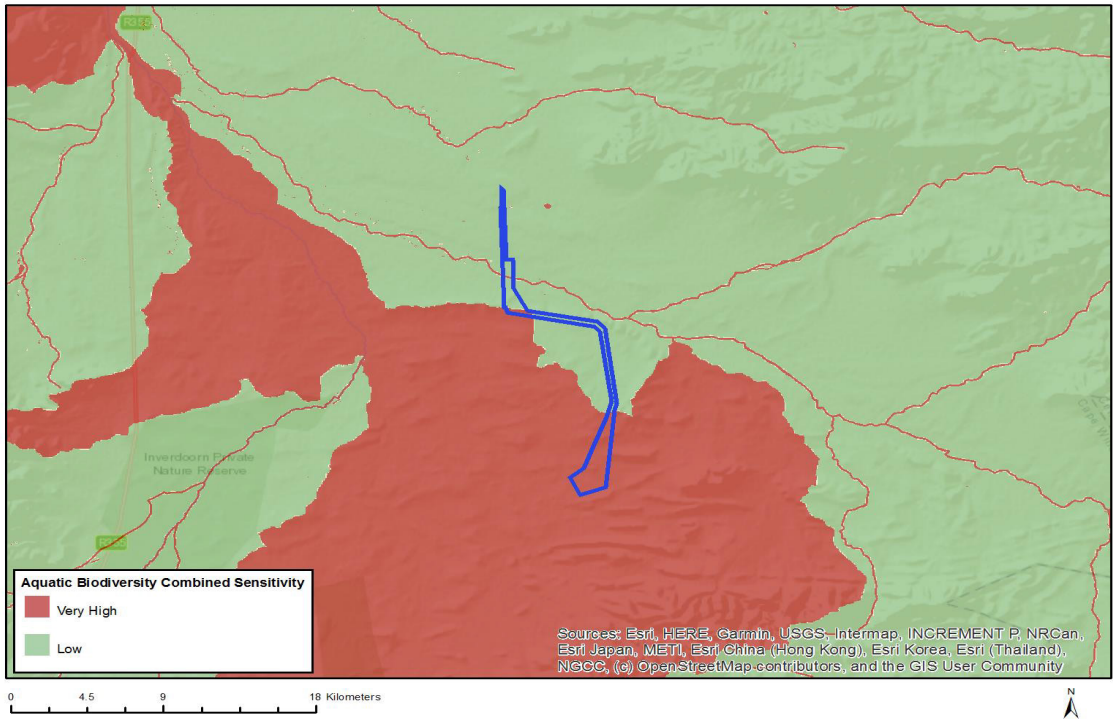 R355
Inverdoorn Private
Nature Reserve
Aquatic Biodiversity Combined Sensitivity
Very High
Low
Sources: Esri, HERE, Garmin, USGS, Intermap, INCREMENT P, NRCan,
Esri Japan, METI, Esri China (Hong Kong), Esri Korea, Esri (Thailand),
NGCC, (c) OpenStreetMap contributors, and the GIS User Community
0 4.5 9 18 Kilometers
N